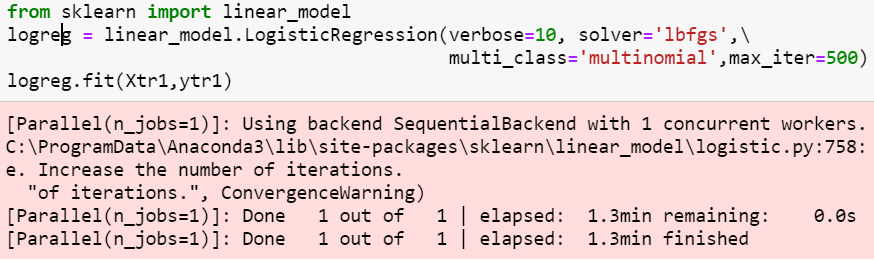 from sklearn import linear_model
logreg = linear_model.LogisticRegression(verbose=10, solver='lbfgs',\
multi_class='multinomial',max_iter=500)
logreg.fit(Xtr1,ytr1)
[Parallel(n_jobs=1)]: Using backend SequentialBackend with 1 concurrent workers.
C:\ProgramData\Anaconda3\lib\site-packages\sklearn\linear_model\logistic.py:758:
e. Increase the number of iterations.
"of iterations.", ConvergenceWarning)
[Parallel(n_jobs=1)]: Done   1 out of   1 | elapsed:  1.3min remaining:    0.0s
[Parallel(n_jobs=1)]: Done   1 out of   1 | elapsed:  1.3min finished